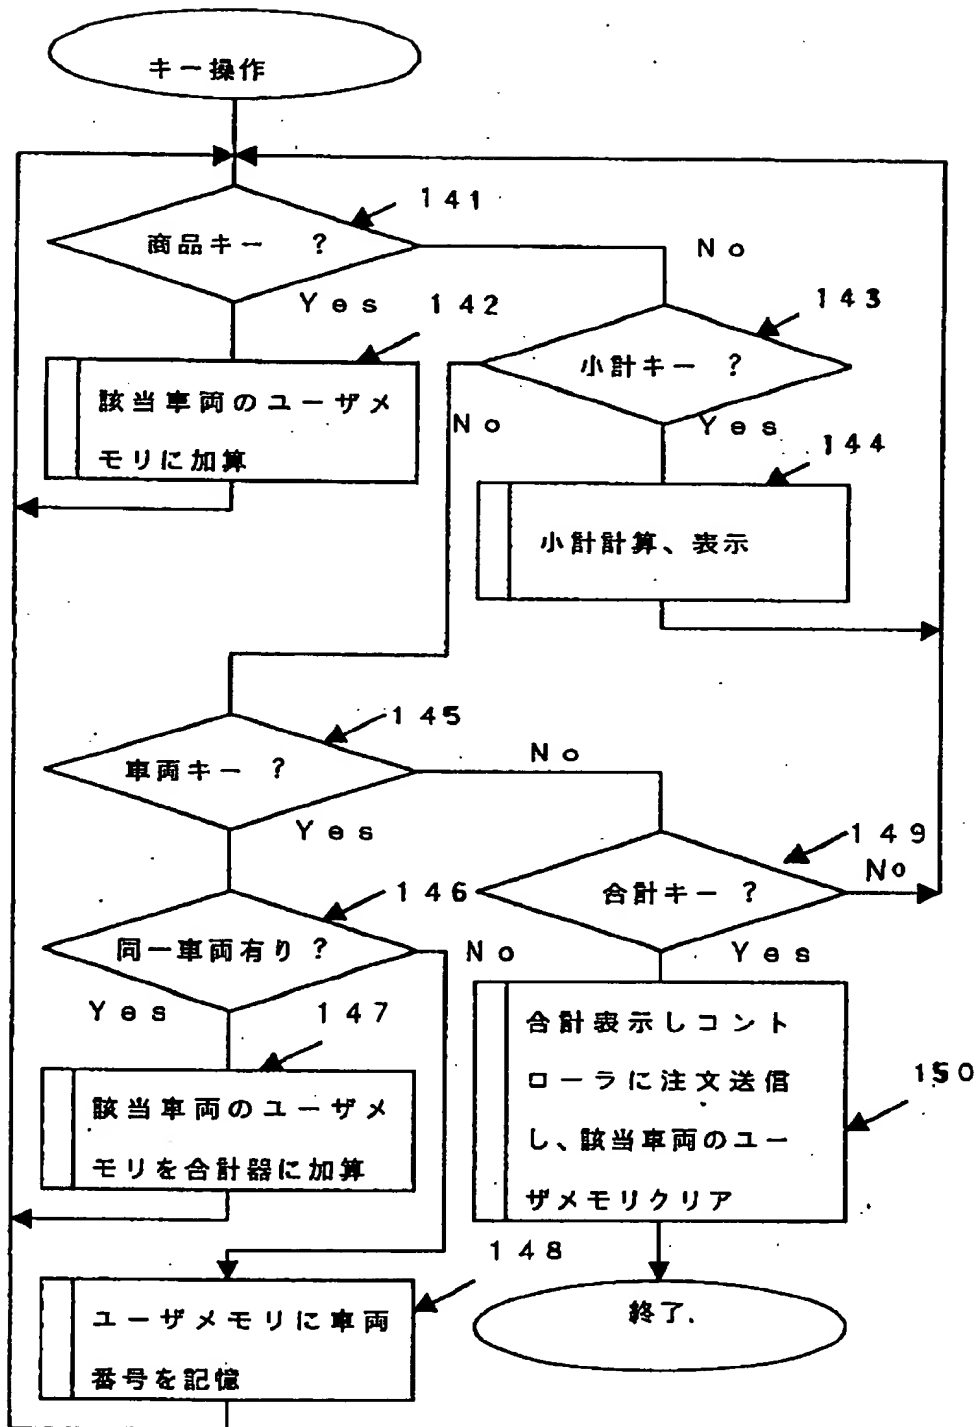 キー操作
141
商品キー ?
No
Yes
142
143
小計キー ?
該当車両のユーザメ
モリに加算
No
Yes
144
小計計算、表示
145
車両キー ?
No
Yes
149
No
146
合計キー ?
同一車両有り?
No
Yes
Yes
147
合計表示しコント
ローラに注文送信
し、該当車両のユー
ザメモリクリア
150
該当車両のユーザメ
モリを合計器に加算
148
ユーザメモリに車両
番号を記憶
終了.